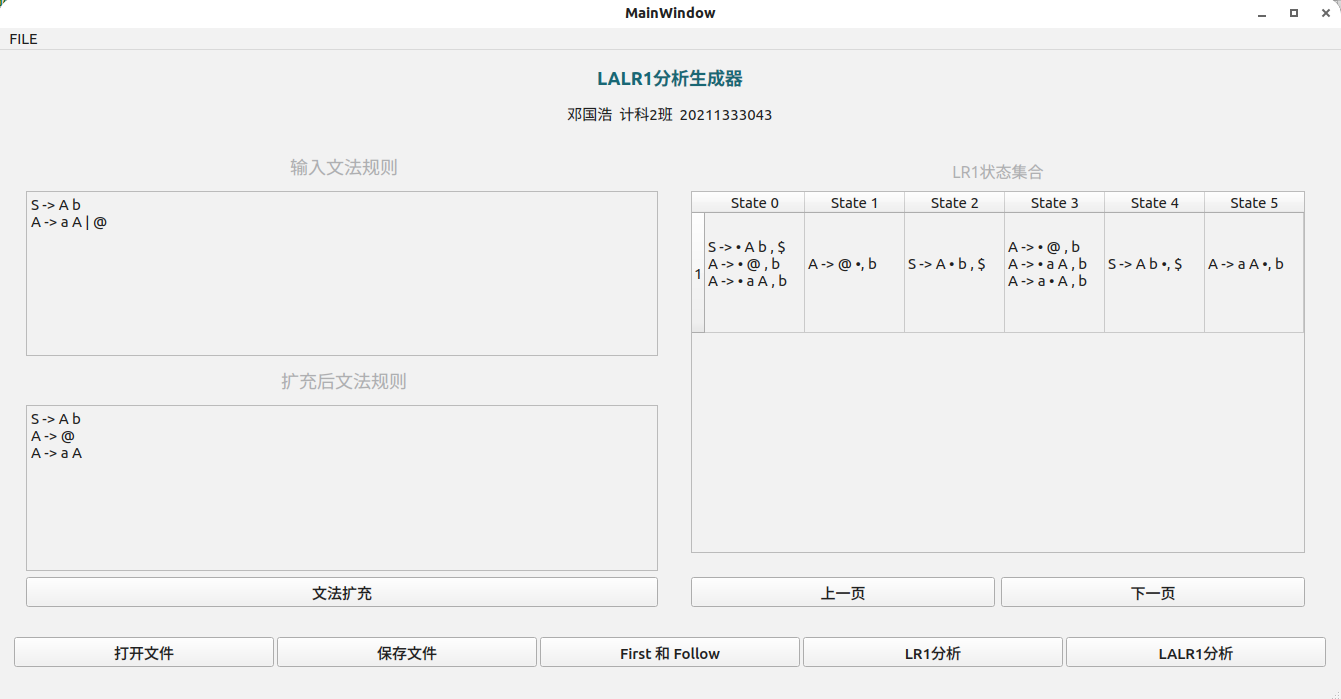 MainWindow
FILE
LALR1分析生成器
邓国浩 计科2班 20211333043
输入文法规则
S -> A b
A -> a A | @
扩充后文法规则
S -> A b
A -> @
A -> a A
文法扩充
LR1状态集合
State 0 State 1 State 2 State 3 State 4 State 5
1
S -> • A b , $
A -> • @ , b
A -> • a A , b
A -> @ •, b
S -> A • b , $
A -> • @ , b
A -> • a A , b
A -> a • A , b
S -> A b •, $
A -> a A •, b
上一页 下一页
打开文件 保存文件 First 和 Follow LR1分析 LALR1分析